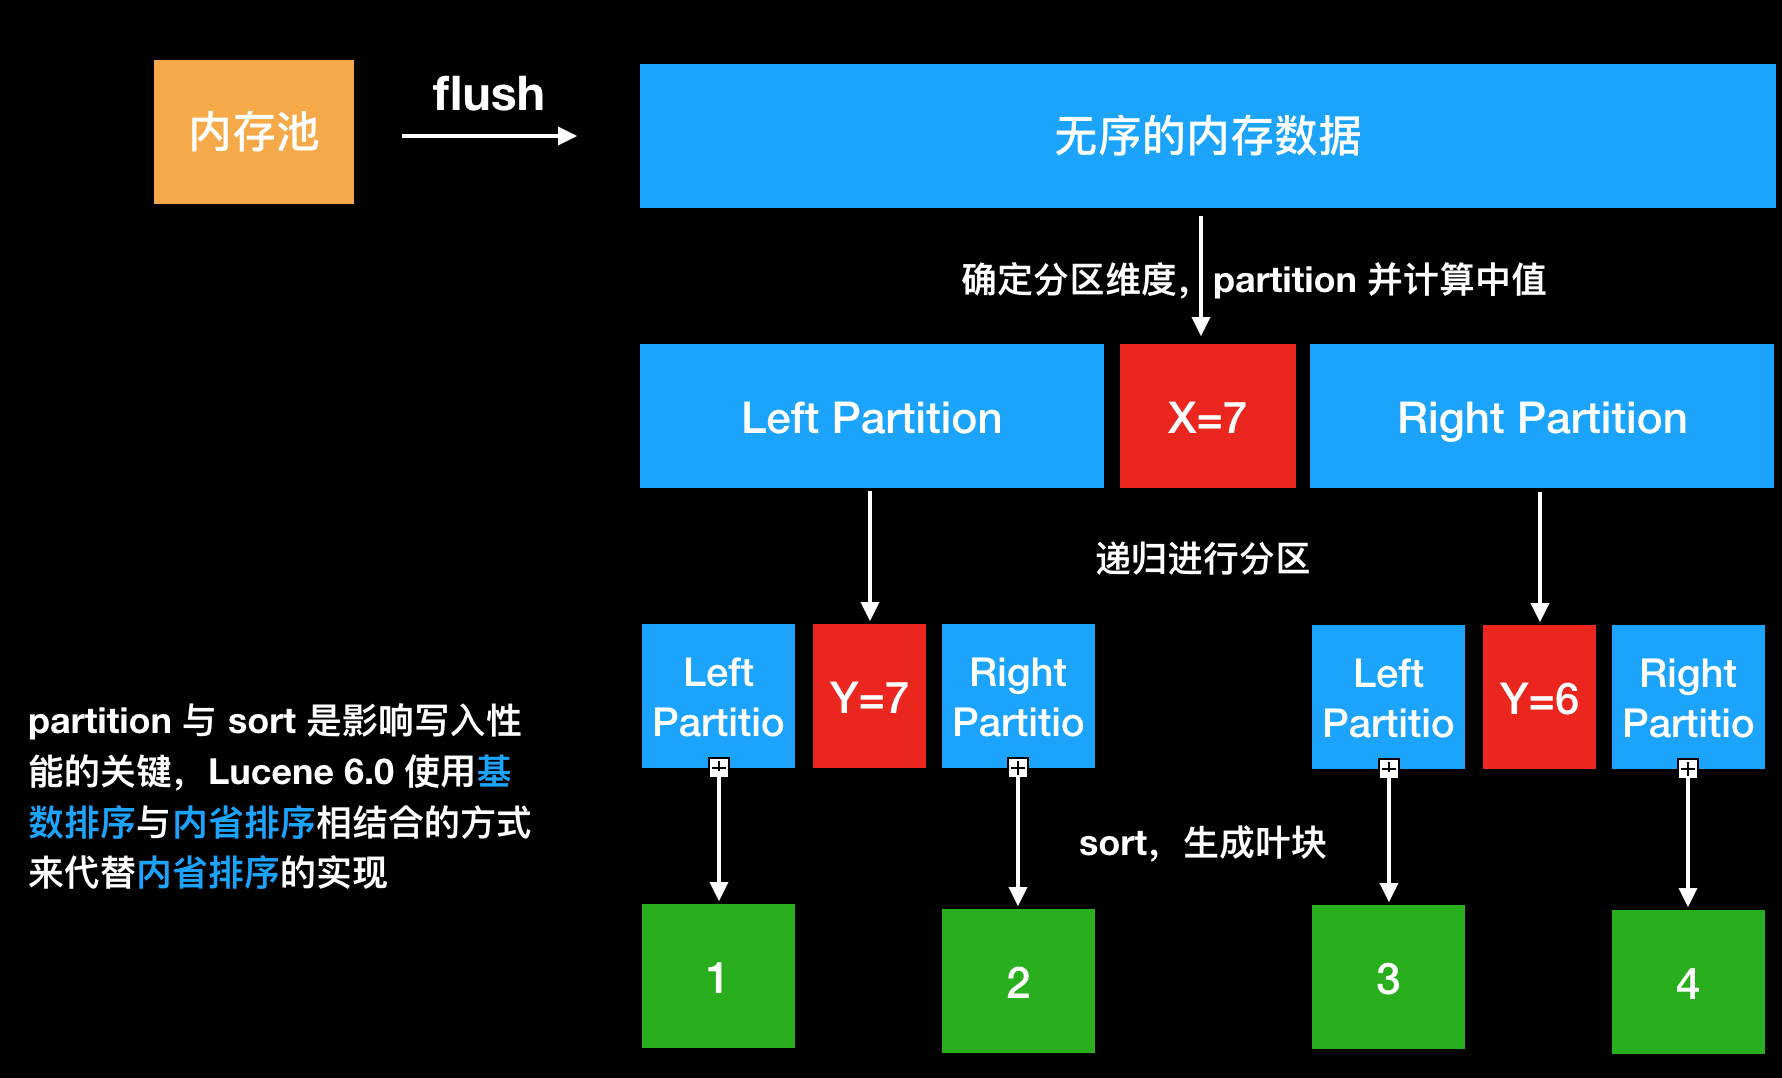 内存池
flush
无序的内存数据
确定分区维度，partition 并计算中值
Left Partition
X=7
Right Partition
递归进行分区
Left
Partitio
Y=7
Right
Partitio
Left
Partitio
Y=6
Right
Partitio
partition 与 sort 是影响写入性
能的关键，Lucene 6.0 使用基
数排序与内省排序相结合的方式
来代替内省排序的实现
sort，生成叶块
1
2
3
4